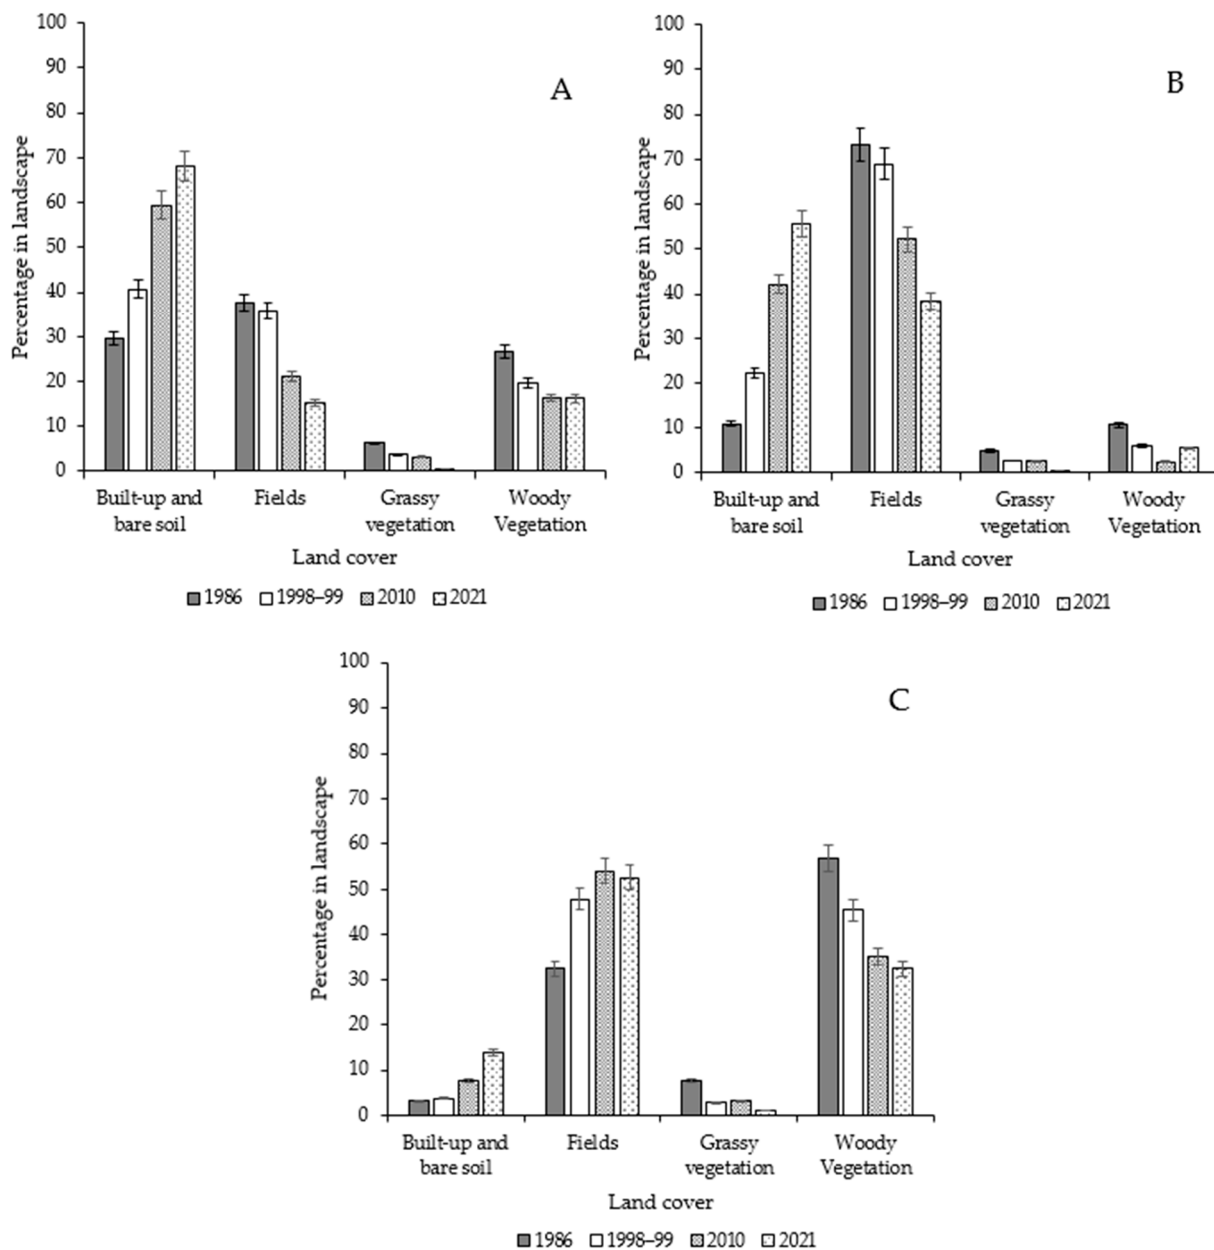 A
Percentage in landscape
100
90
80
70
60
50
40
30
20
10
0
Built-up and
bare soil
Fields
Grassy
vegetation
Woody
Vegetation
Land cover
1986 1998–99 2010 2021
B
Percentage in landscape
100
90
80
70
60
50
40
30
20
10
0
Built-up and
bare soil
Fields
Grassy
vegetation
Woody
Vegetation
Land cover
1986 1998–99 2010 2021
C
Percentage in landscape
100
90
80
70
60
50
40
30
20
10
0
Built-up and
bare soil
Fields
Grassy
vegetation
Woody
Vegetation
Land cover
1986 1998–99 2010 2021